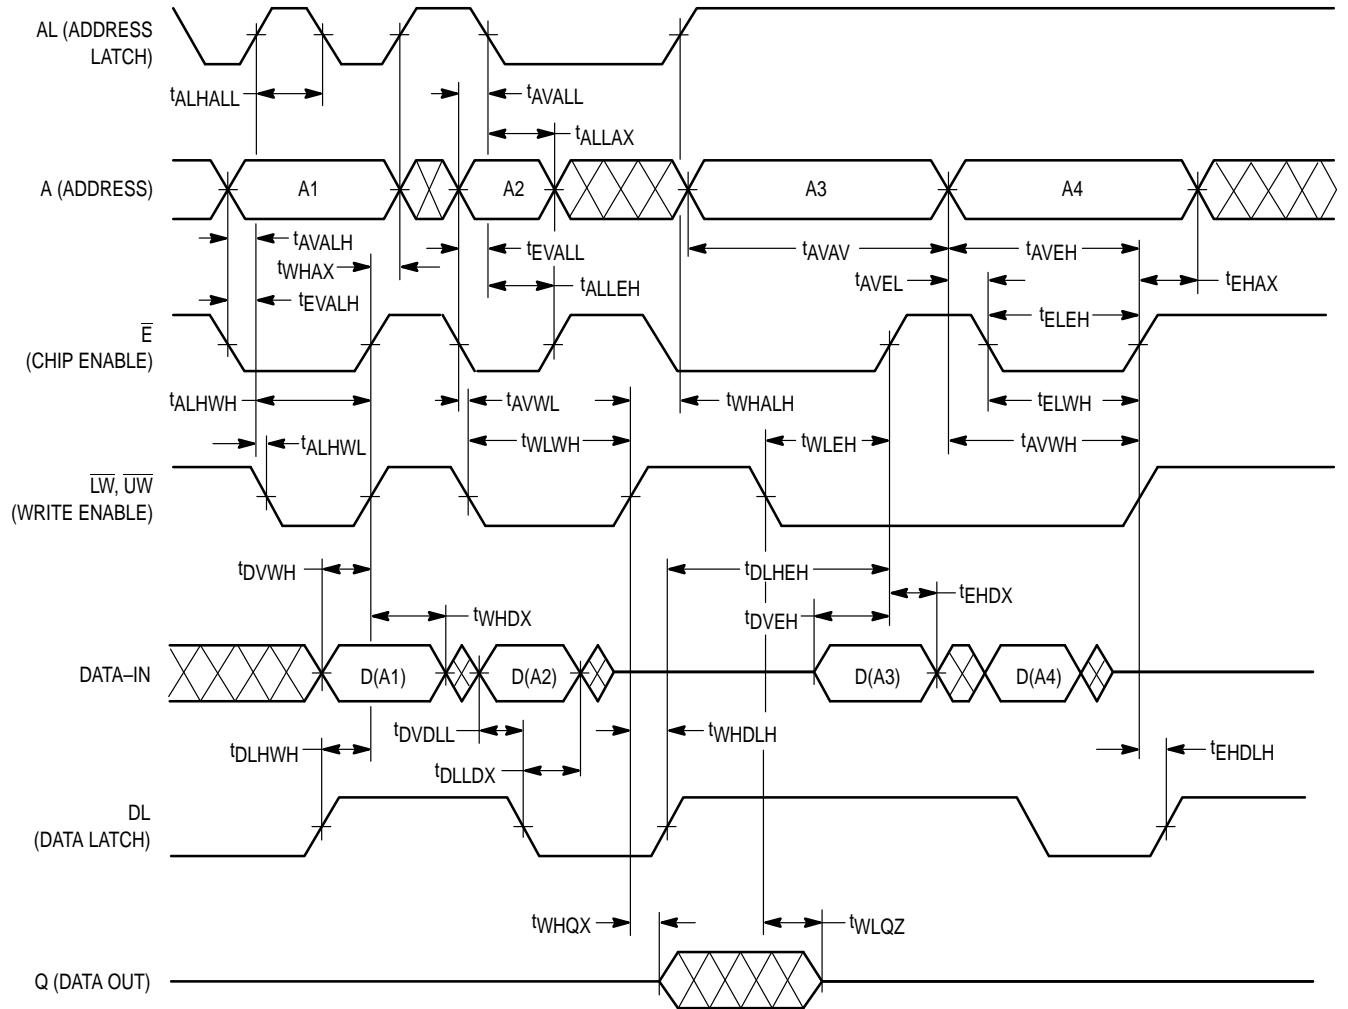 AL (ADDRESS
LATCH)
tALHALL
tAVALL
tALLAX
A (ADDRESS)
A1
A2
A3
A4
tAVALH
tWHAX
tEVALH
tEVALL
tALLEH
tAVAV
tAVEH
tAVEL
tEHAX
tELEH
E
(CHIP ENABLE)
tALHWH
tAVWL
tWHALH
tELWH
tALHWL
tWLWH
tWLEH
tAVWH
LW, UW
(WRITE ENABLE)
tDVWH
tDLHEH
tWHDX
tDVEH
tEHDX
DATA–IN
D(A1)
D(A2)
D(A3)
D(A4)
tDVDLL
tWHDLH
tDLHWH
tDLLDX
tEHDLH
DL
(DATA LATCH)
tWHQX
tWLQZ
Q (DATA OUT)